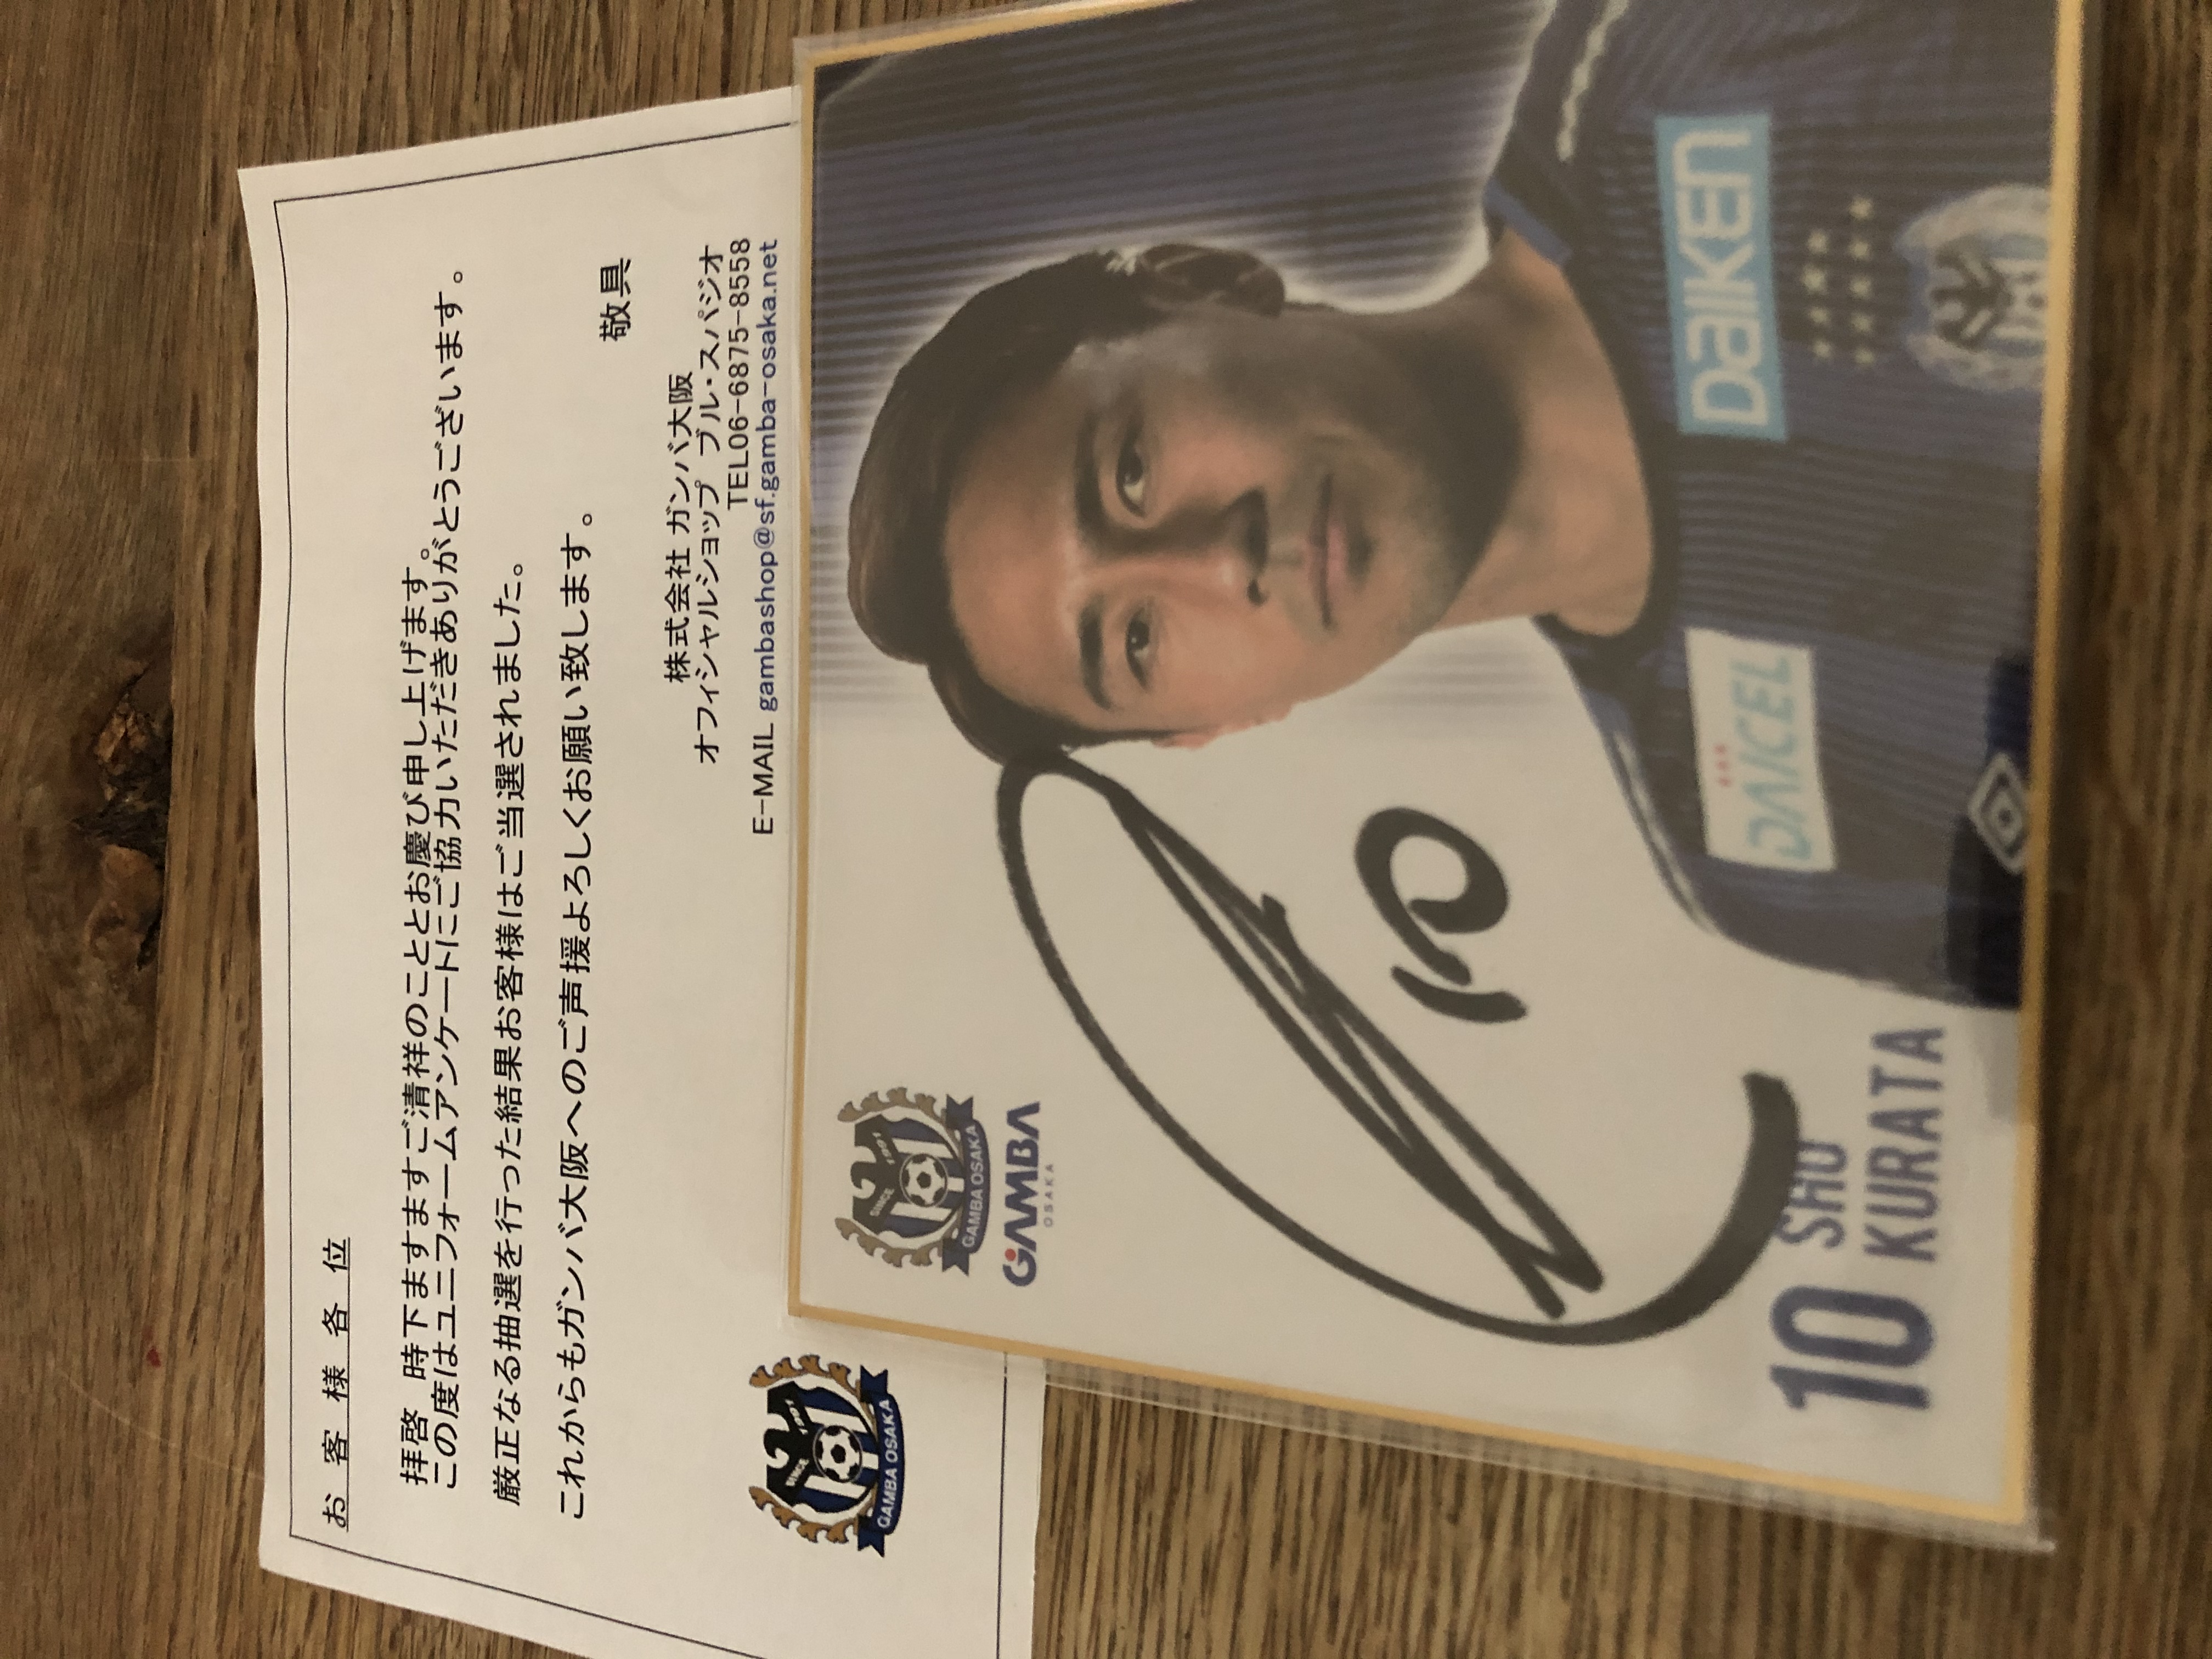 お客様各位
拝啓 時下ますますご清祥のこととお慶び申し上げます。
この度はユニフォームアンケートにご協力いただきありがとうございます。
厳正なる抽選を行った結果お客様はご当選されました。
これからもガンバ大阪へのご声援よろしくお願い致します。
敬具
株式会社 ガンバ大阪
オフィシャルショップ ブル・スパジオ
TEL06-6875-8558
E-MAIL gambashop@sf.gamba-osaka.net
SINCE 1991
GAMBA OSAKA
SINCE 1991
GAMBA OSAKA
GAMBA
OSAKA
10
DAICEL
DAIKEN
10 SHU
KURATA